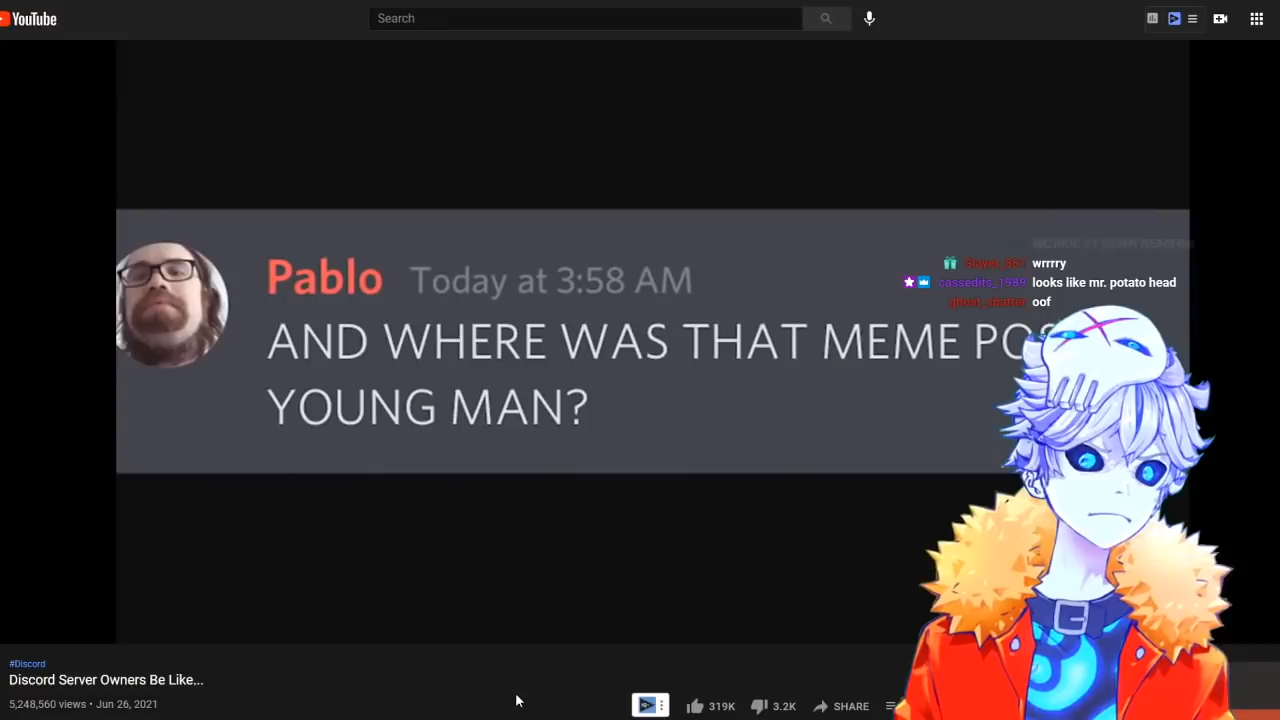 YouTube
Search
Pablo Today at 3:58 AM
AND WHERE WAS THAT MEME
YOUNG MAN?
wrrrry
cassedits_1989 looks like mr. potato head
ghost_chatter oof
#Discord
Discord Server Owners Be Like...
5,248,560 views • Jun 26, 2021
319K
3.2K
SHARE